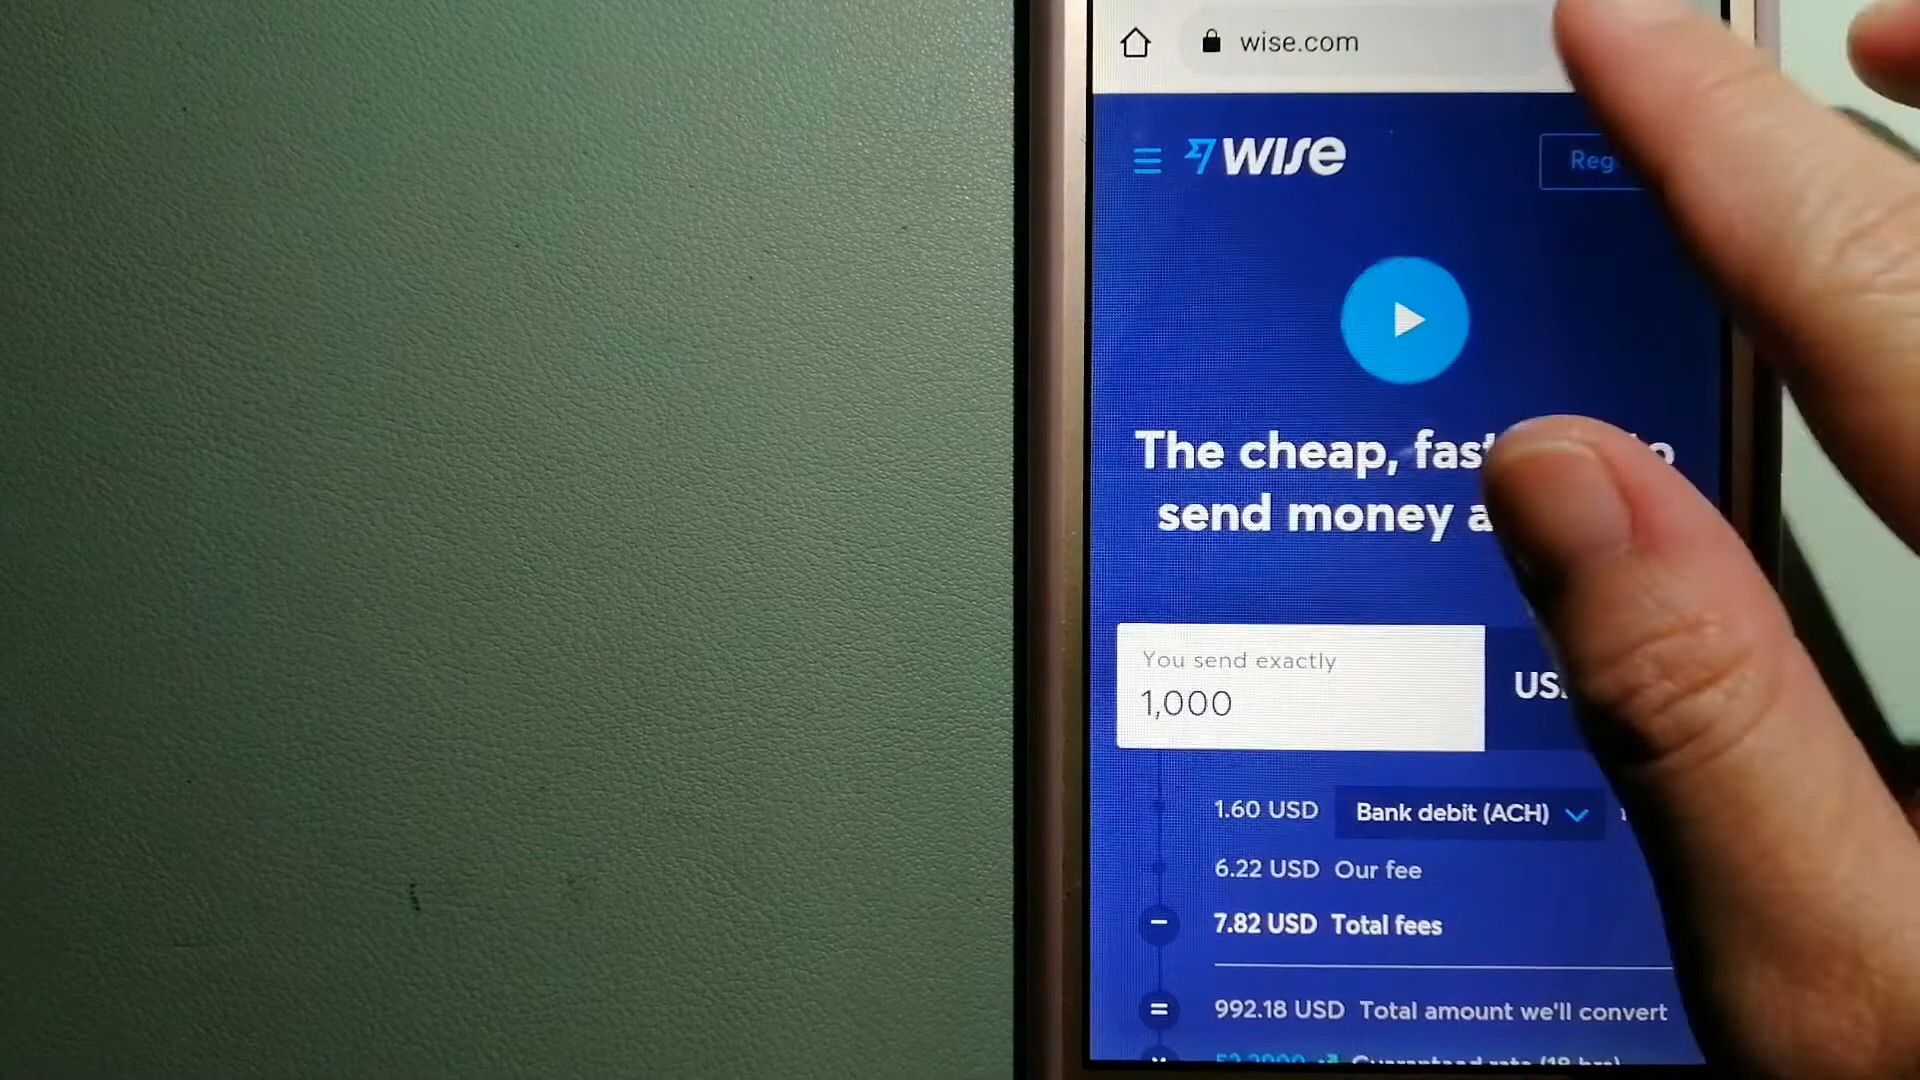 wise.com
wise
The cheap,
send money
You send exactly
1,000
1.60 USD Bank debit (ACH)
6.22 USD Our fee
7.82 USD Total fees
992.18 USD Total amount we'll convert